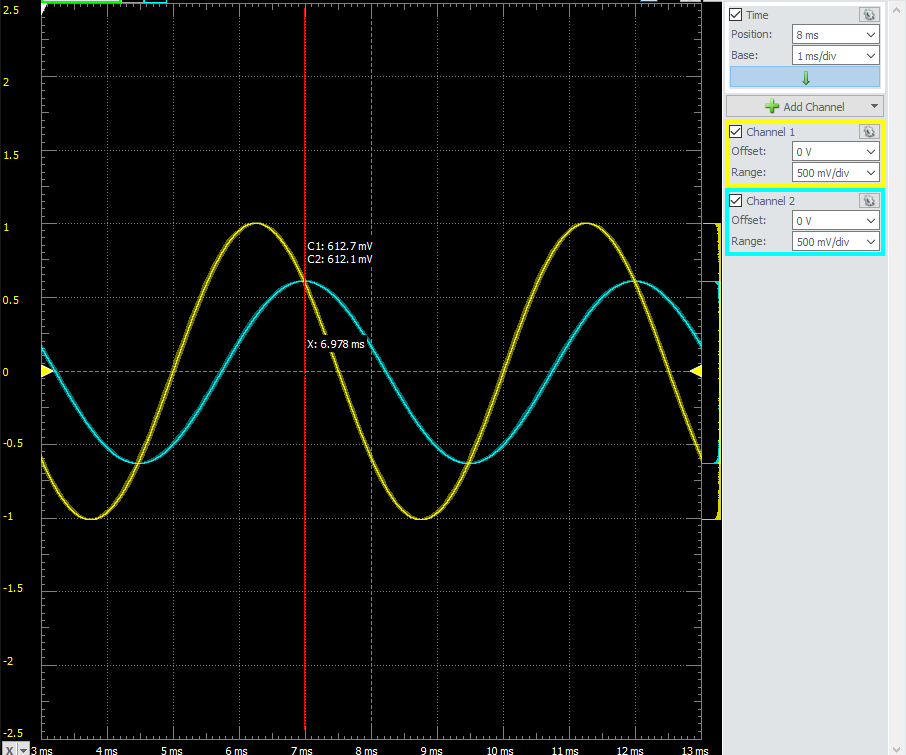 2.5
2
1.5
1
0.5
0
-0.5
-1
-1.5
-2
-2.5
C1: 612.7 mV
C2: 612.1 mV
X: 6.978 ms
X
3 ms
4 ms
5 ms
6 ms
7 ms
8 ms
9 ms
10 ms
11 ms
12 ms
13 ms
Time
Position: 8 ms
Base: 1 ms/div
Add Channel
Channel 1
Offset: 0 V
Range: 500 mV/div
Channel 2
Offset: 0 V
Range: 500 mV/div